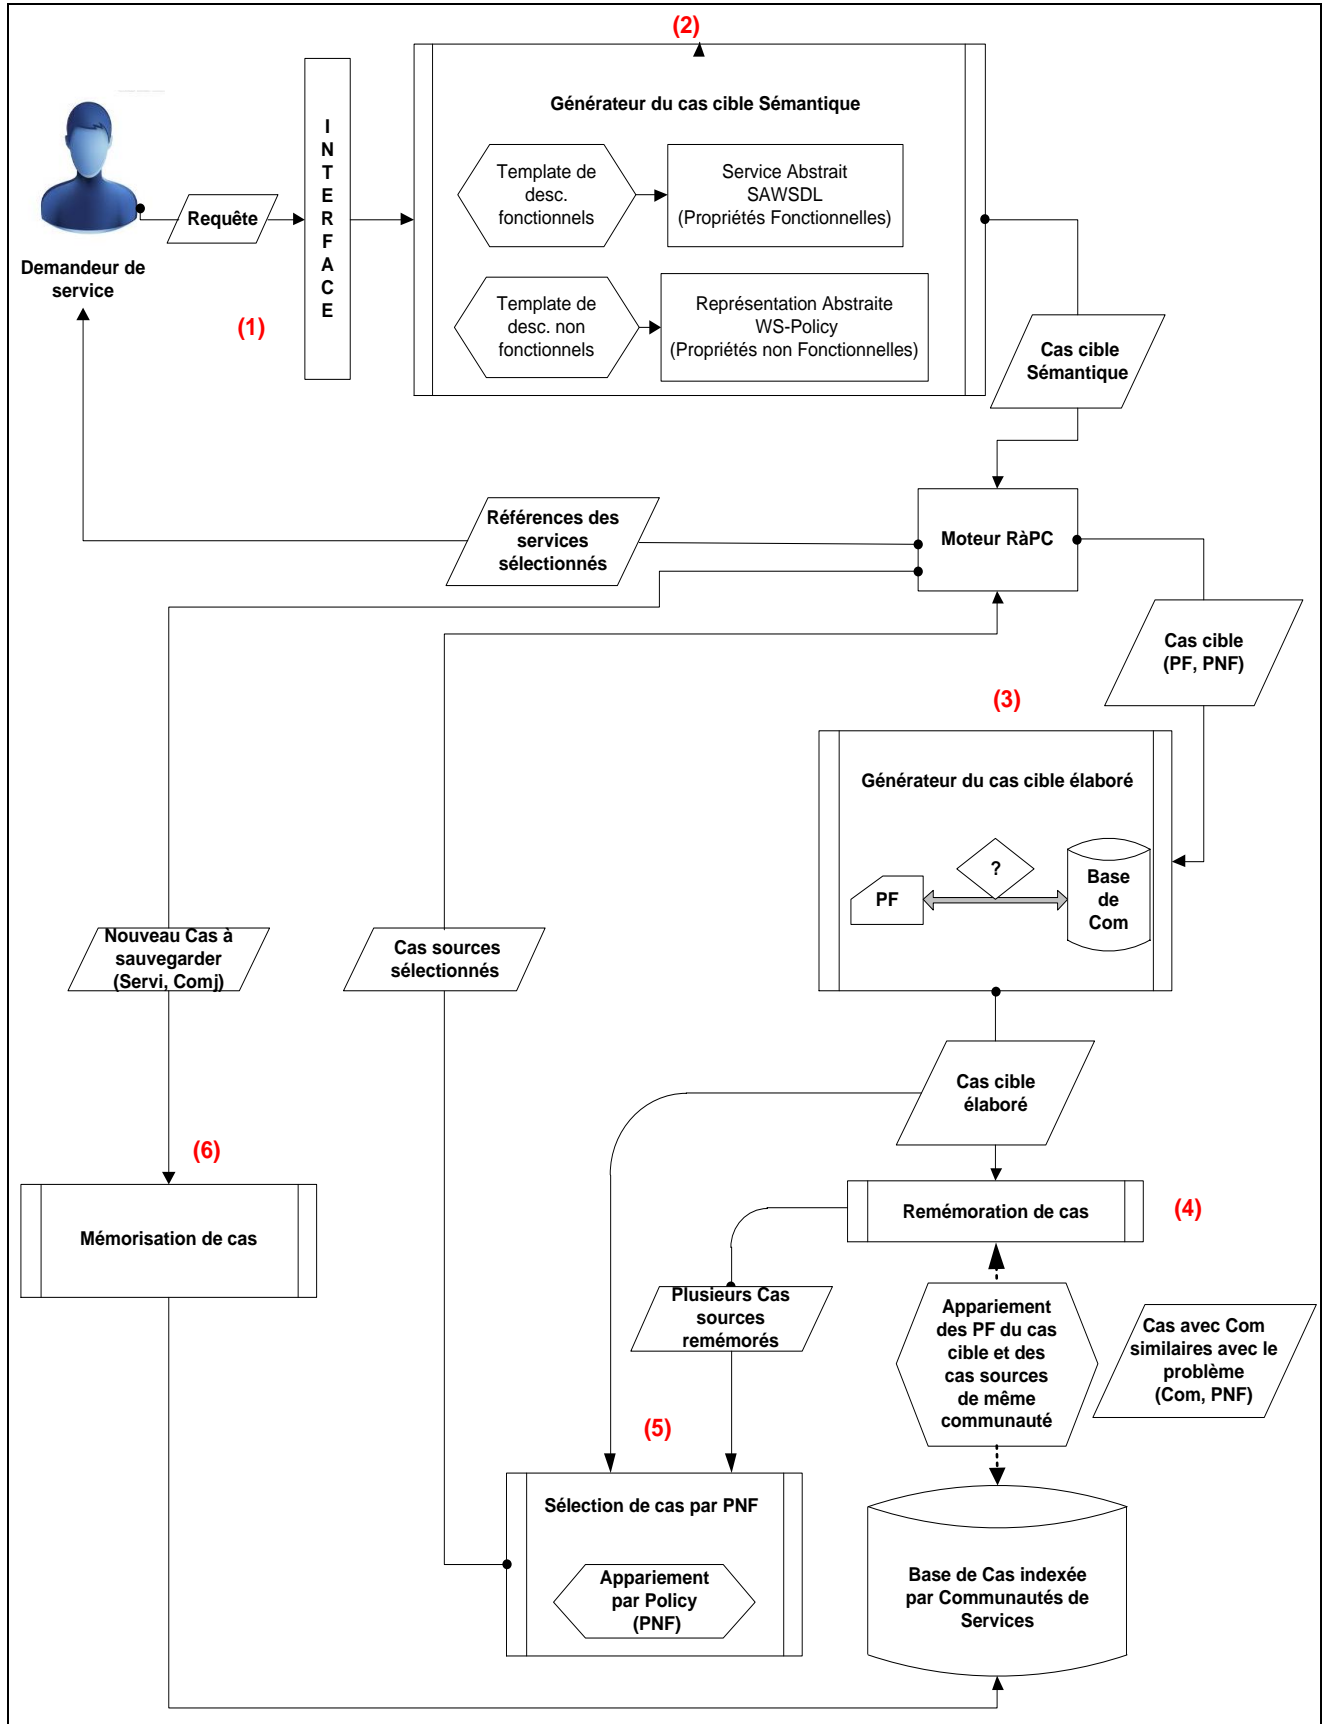 (2)
Générateur du cas cible Sémantique
I
N
T
E
R
F
A
C
E
Template de
desc.
fonctionnels
Service Abstrait
SAWSDL
(Propriétés Fonctionnelles)
Requête
Demandeur de
service
(1)
Template de
desc. non
fonctionnels
Représentation Abstraite
WS-Policy
(Propriétés non Fonctionnelles)
Cas cible
Sémantique
Références des
services
sélectionnés
Moteur RàPC
Cas cible
(PF, PNF)
(3)
Générateur du cas cible élaboré
?
PF
Base
de
Com
Nouveau Cas à
sauvegarder
(Servi, Comj)
Cas sources
sélectionnés
Cas cible
élaboré
(6)
Mémorisation de cas
Remémoration de cas
(4)
Plusieurs Cas
sources
remémorés
Appariement
des PF du cas
cible et des
cas sources
de même
communauté
Cas avec Com
similaires avec le
problème
(Com, PNF)
(5)
Sélection de cas par PNF
Appariement
par Policy
(PNF)
Base de Cas indexée
par Communautés de
Services